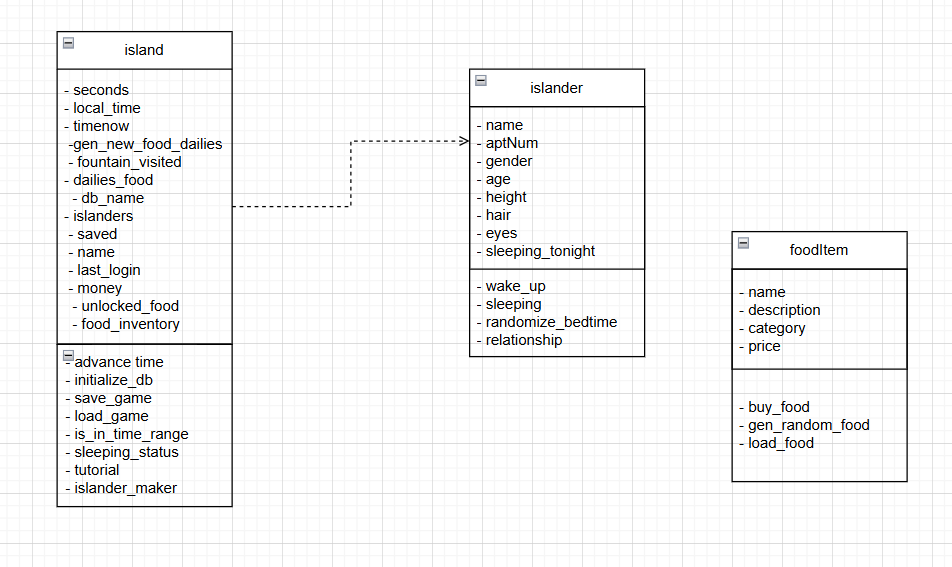 island
- seconds
- local_time
- timenow
-gen_new_food_dailies
- fountain_visited
- dailies_food
- db_name
- islanders
- saved
- name
- last_login
- money
- unlocked_food
- food_inventory
- advance time
- initialize_db
- save_game
- load_game
- is_in_time_range
- sleeping_status
- tutorial
- islander_maker
islander
- name
- aptNum
- gender
- age
- height
- hair
- eyes
- sleeping_tonight
- wake_up
- sleeping
- randomize_bedtime
- relationship
foodItem
- name
- description
- category
- price
- buy_food
- gen_random_food
- load_food